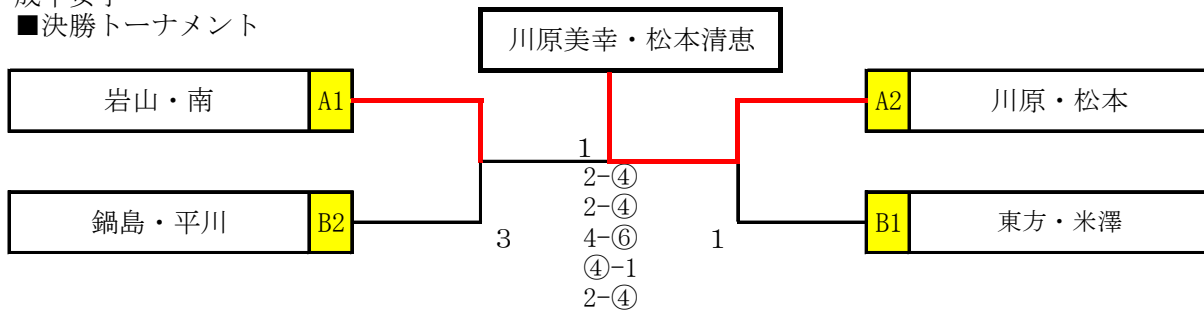 ■決勝トーナメント
川原美幸・松本清恵
岩山・南 A1
A2 川原・松本
1
2-④
2-④
鍋島・平川 B2
B1 東方・米澤
3
4-⑥
1
④-1
2-④